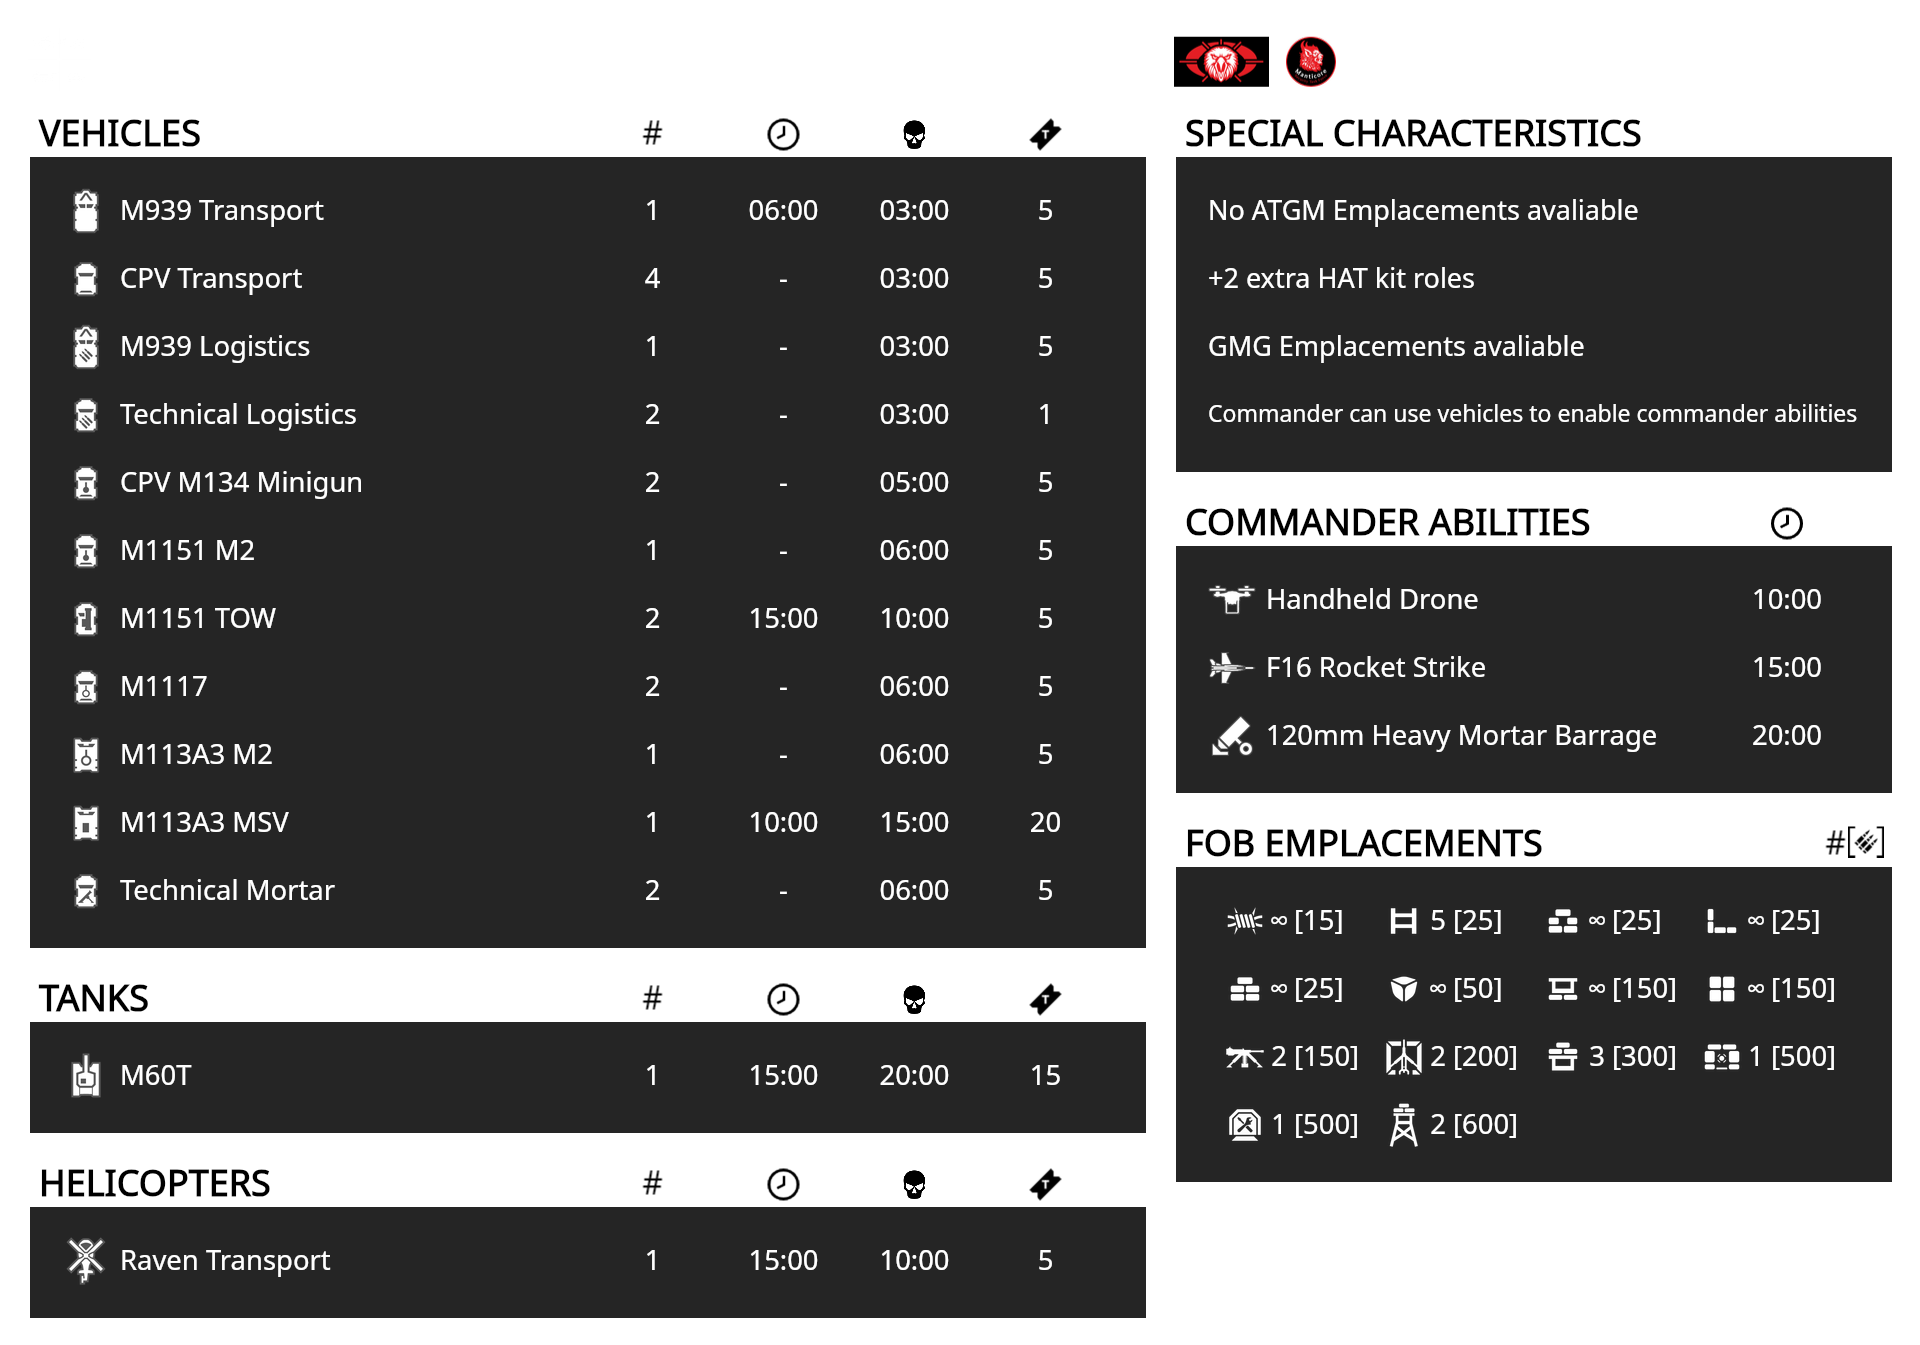 Manticore
VEHICLES #
M939 Transport 1 06:00 03:00 5
CPV Transport 4 - 03:00 5
M939 Logistics 1 - 03:00 5
Technical Logistics 2 - 03:00 1
CPV M134 Minigun 2 - 05:00 5
M1151 M2 1 - 06:00 5
M1151 TOW 2 15:00 10:00 5
M1117 2 - 06:00 5
M113A3 M2 1 - 06:00 5
M113A3 MSV 1 10:00 15:00 20
Technical Mortar 2 - 06:00 5
TANKS #
M60T 1 15:00 20:00 15
HELICOPTERS #
Raven Transport 1 15:00 10:00 5
SPECIAL CHARACTERISTICS
No ATGM Emplacements avaliable
+2 extra HAT kit roles
GMG Emplacements avaliable
Commander can use vehicles to enable commander abilities
COMMANDER ABILITIES
Handheld Drone 10:00
F16 Rocket Strike 15:00
120mm Heavy Mortar Barrage 20:00
FOB EMPLACEMENTS #[]
∞ [15] 5 [25] ∞ [25] ∞ [25]
∞ [25] ∞ [50] ∞ [150] ∞ [150]
2 [150] 2 [200] 3 [300] 1 [500]
1 [500] 2 [600]